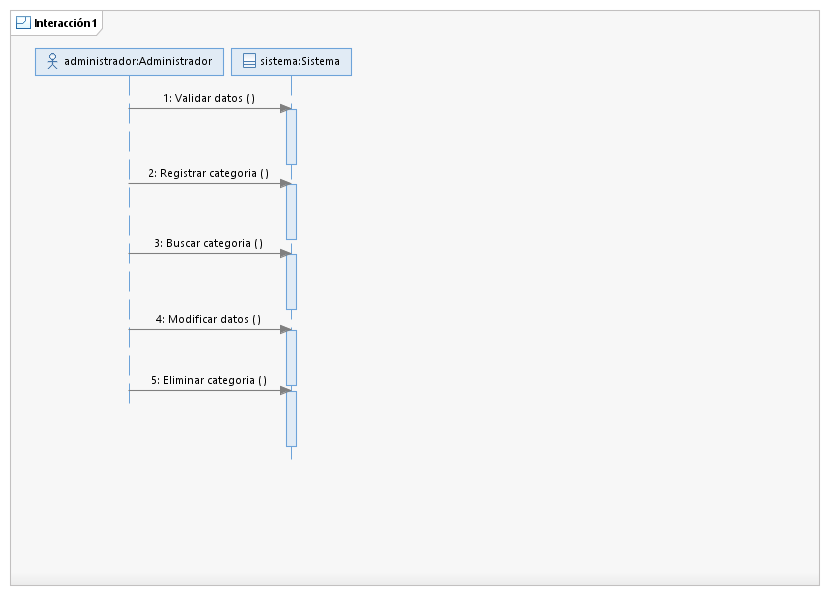 Interacción1
administrador:Administrador
sistema:Sistema
1: Validar datos ( )
2: Registrar categoria ( )
3: Buscar categoria ( )
4: Modificar datos ( )
5: Eliminar categoria ( )